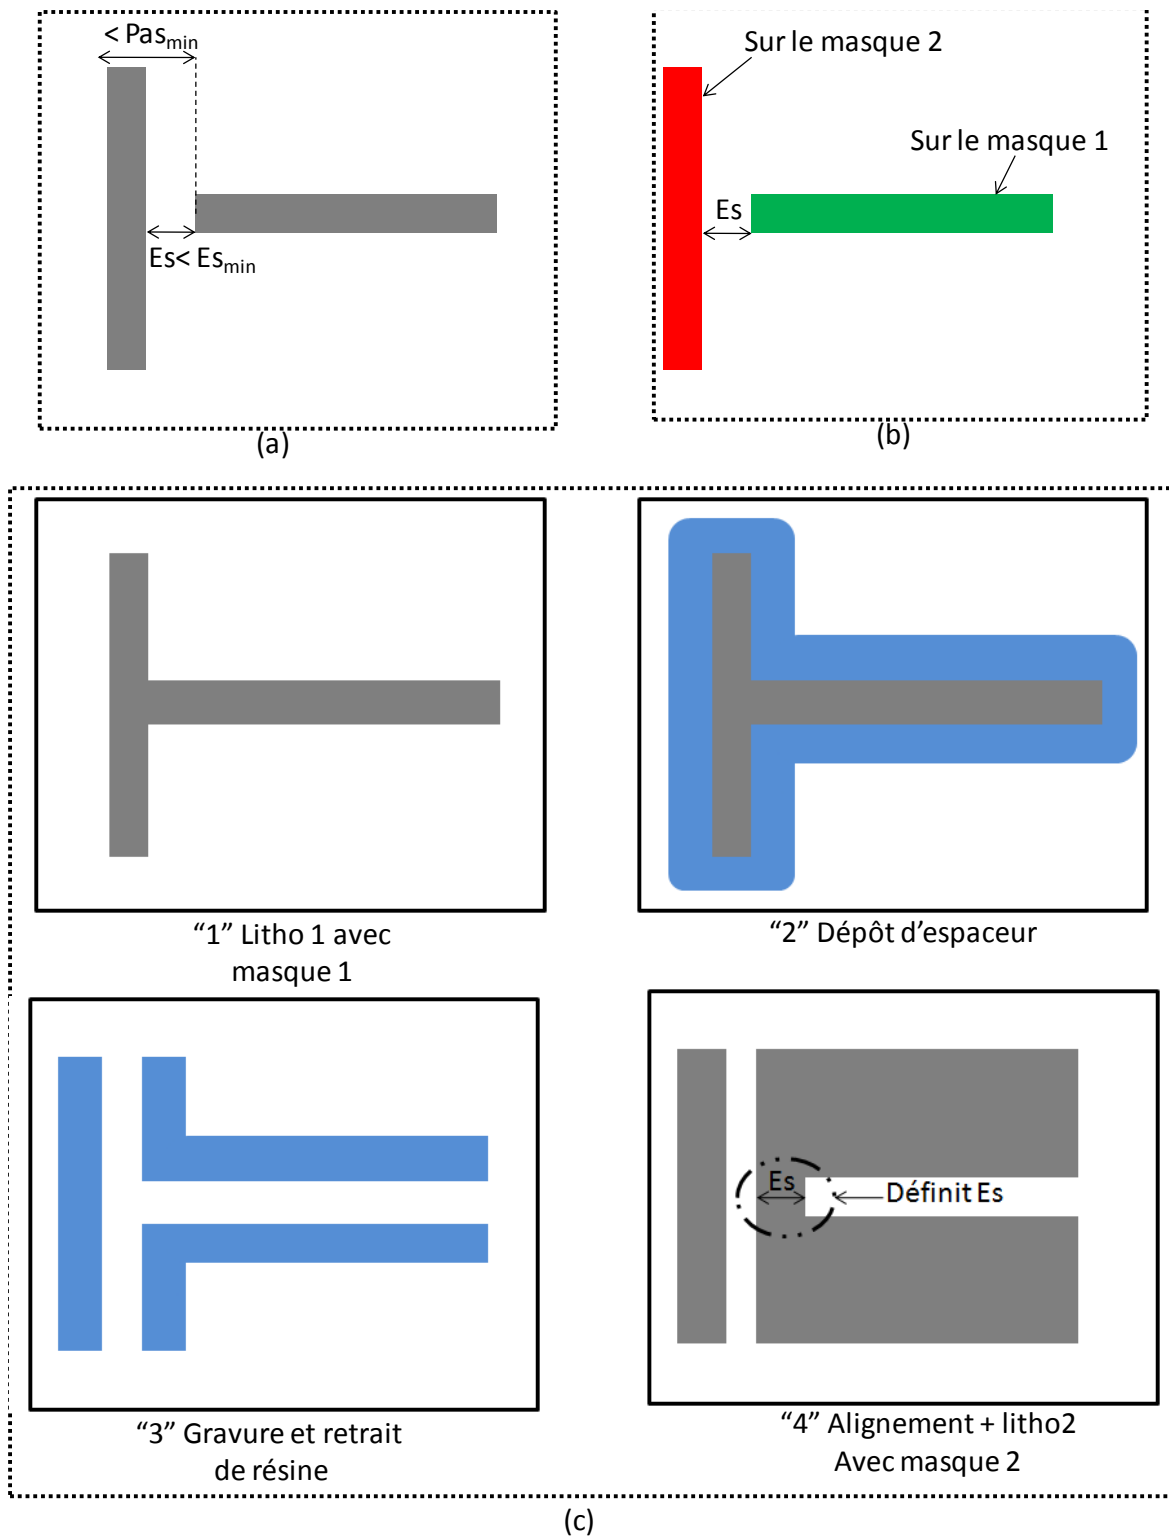 < Pasmin
Es< Esmin
(a)
Sur le masque 2
Sur le masque 1
Es
(b)
“1” Litho 1 avec
masque 1
“2” Dépôt d’espaceur
“3” Gravure et retrait
de résine
Es
Définit Es
“4” Alignement + litho2
Avec masque 2
(c)